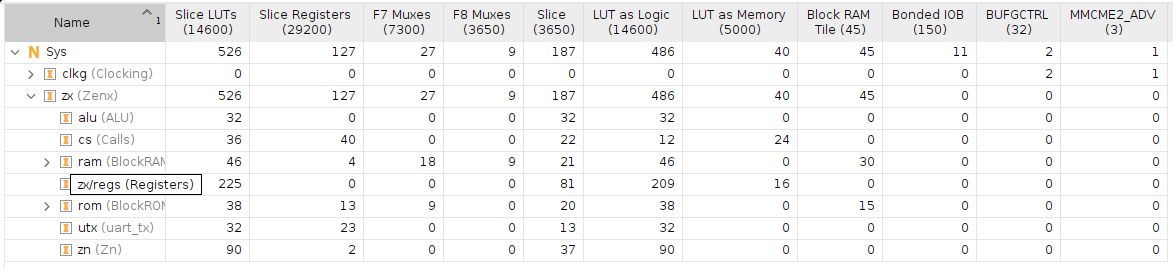 Name 1 Slice LUTs (14600) Slice Registers (29200) F7 Muxes (7300) F8 Muxes (3650) Slice (3650) LUT as Logic (14600) LUT as Memory (5000) Block RAM Tile (45) Bonded IOB (150) BUFGCTRL (32) MMCME2_ADV (3)
N Sys 526 127 27 9 187 486 40 45 11 2 1
I clkg (Clocking) 0 0 0 0 0 0 0 0 0 2 1
I zx (Zenx) 526 127 27 9 187 486 40 45 0 0 0
I alu (ALU) 32 0 0 0 32 32 0 0 0 0 0
I cs (Calls) 36 40 0 0 22 12 24 0 0 0 0
I ram (BlockRAM 46 4 18 9 21 46 0 30 0 0 0
zx/regs (Registers) 225 0 0 0 81 209 16 0 0 0 0
I rom (BlockROM 38 13 9 0 20 38 0 15 0 0 0
I utx (uart_tx) 32 23 0 0 13 32 0 0 0 0 0
I zn (Zn) 90 2 0 0 37 90 0 0 0 0 0